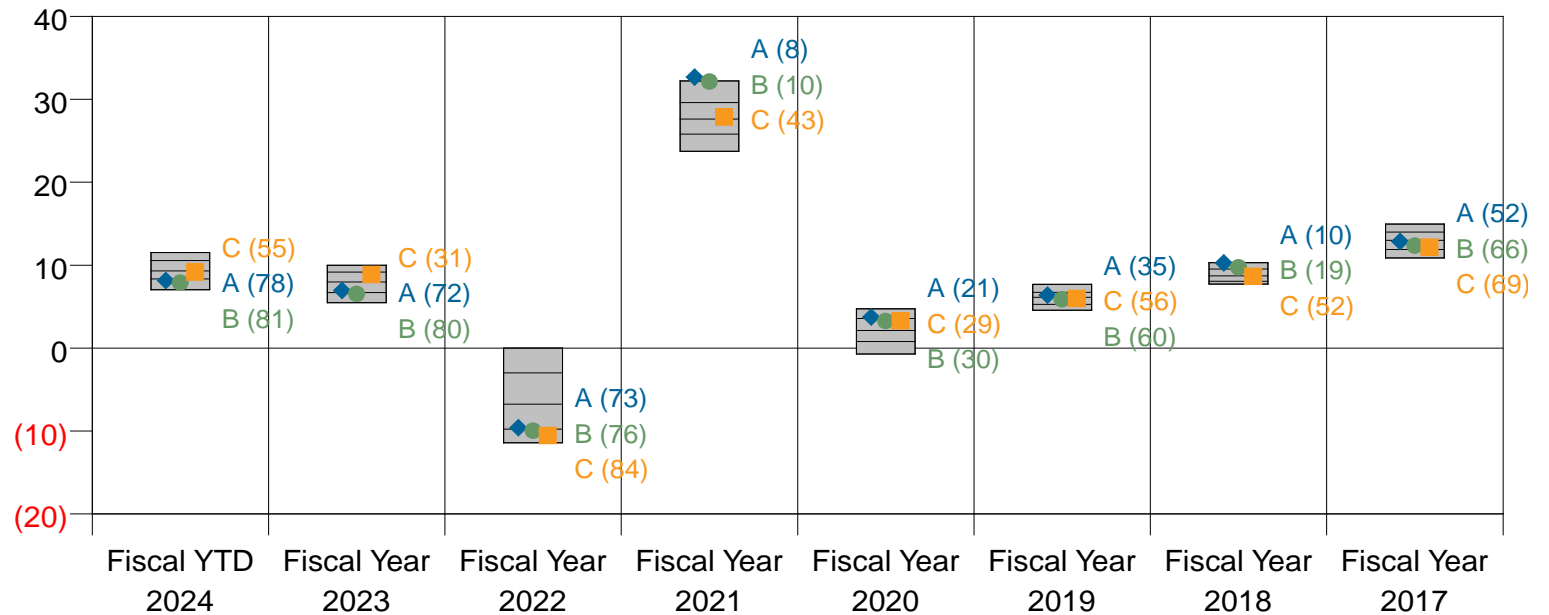 40
30
20
10
0
(10)
(20)
C (55)
A (78)
B (81)
C (31)
A (72)
B (80)
A (73)
B (76)
C (84)
A (8)
B (10)
C (43)
A (21)
C (29)
B (30)
A (35)
C (56)
B (60)
A (10)
B (19)
C (52)
A (52)
B (66)
C (69)
Fiscal YTD
2024
Fiscal Year
2023
Fiscal Year
2022
Fiscal Year
2021
Fiscal Year
2020
Fiscal Year
2019
Fiscal Year
2018
Fiscal Year
2017